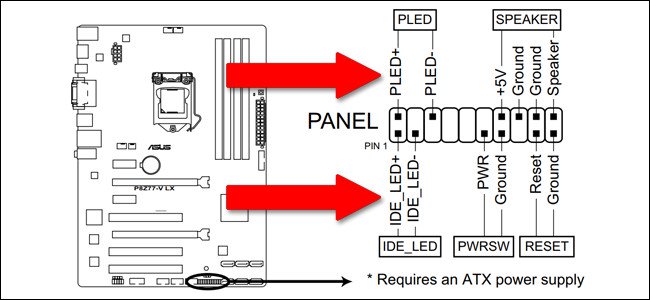 PLED
SPEAKER
PLED+
PLED-
+5V
Ground
Ground
Speaker
PANEL
PIN 1
IDE_LED+
IDE_LED-
PWR
Ground
Reset
Ground
IDE_LED
PWRSW
RESET
* Requires an ATX power supply
ASUS
P8Z77-V LX